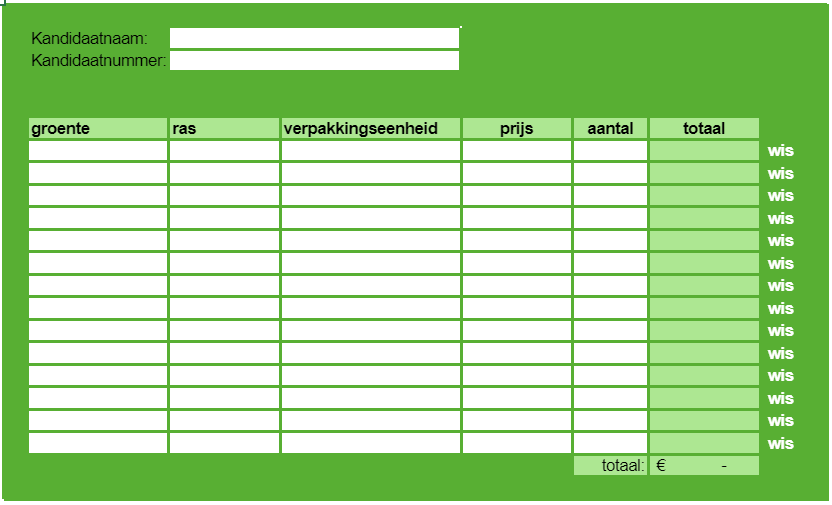 Kandidaatnaam:
Kandidaatnummer:
groente ras verpakkingseenheid prijs aantal totaal
wis
wis
wis
wis
wis
wis
wis
wis
wis
wis
wis
wis
wis
wis
totaal: € -